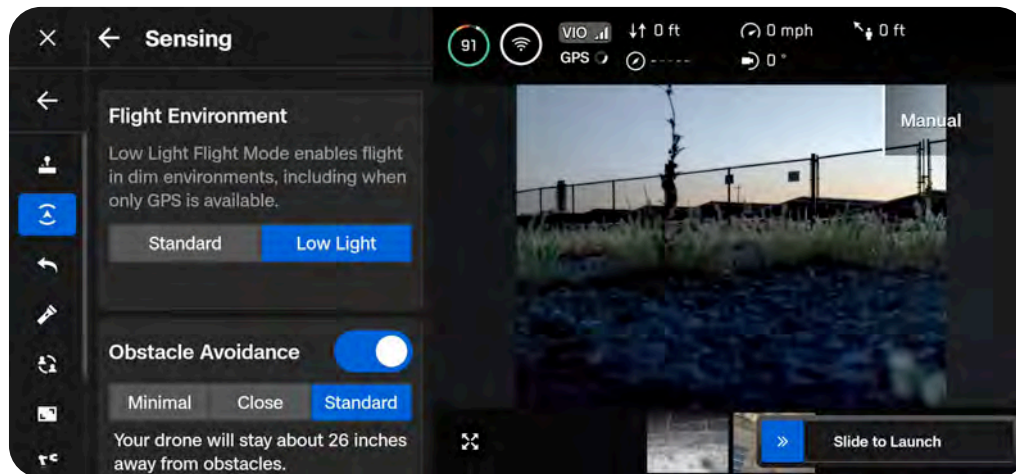 Sensing
Flight Environment
Low Light Flight Mode enables flight
in dim environments, including when
only GPS is available.
Standard Low Light
Obstacle Avoidance
Minimal Close Standard
Your drone will stay about 26 inches
away from obstacles.
91 VIO 0 ft 0 mph 0 ft
GPS ----- 0°
Manual
Slide to Launch